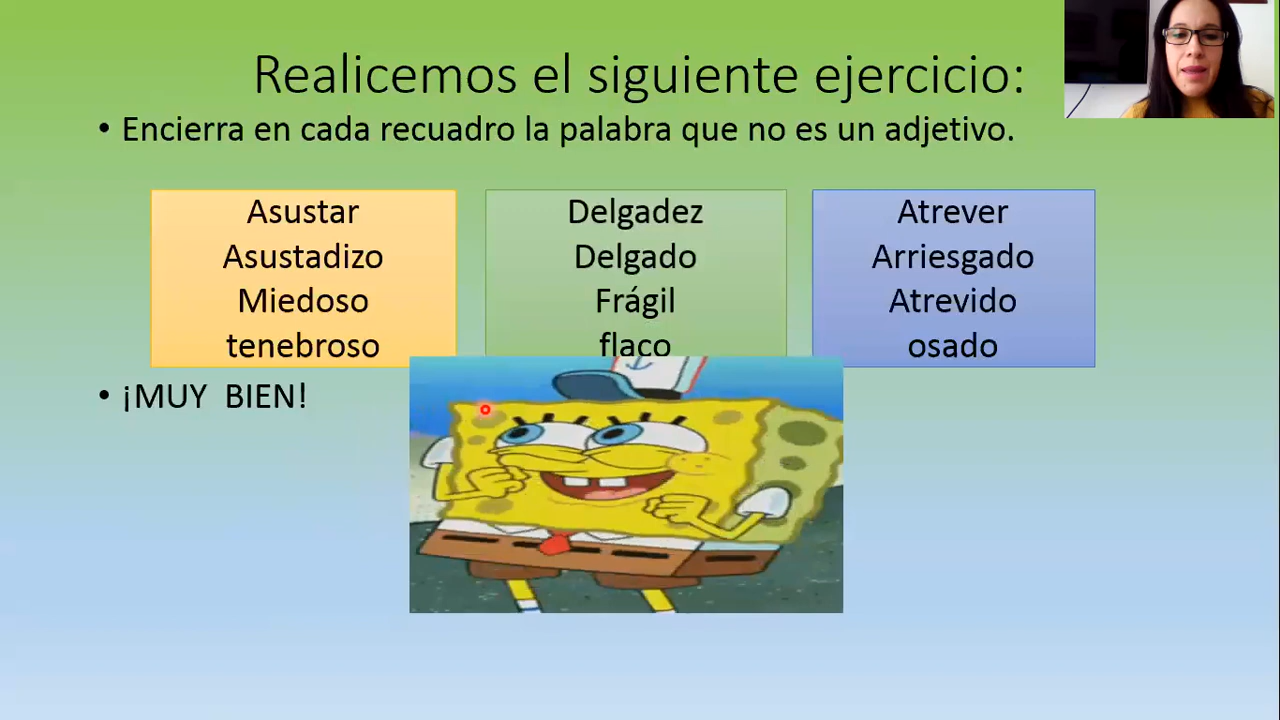 Realicemos el siguiente ejercicio:
• Encierra en cada recuadro la palabra que no es un adjetivo.
Asustar
Asustadizo
Miedoso
tenebroso
Delgadez
Delgado
Frágil
flaco
Atrever
Arriesgado
Atrevido
osado
• ¡MUY BIEN!